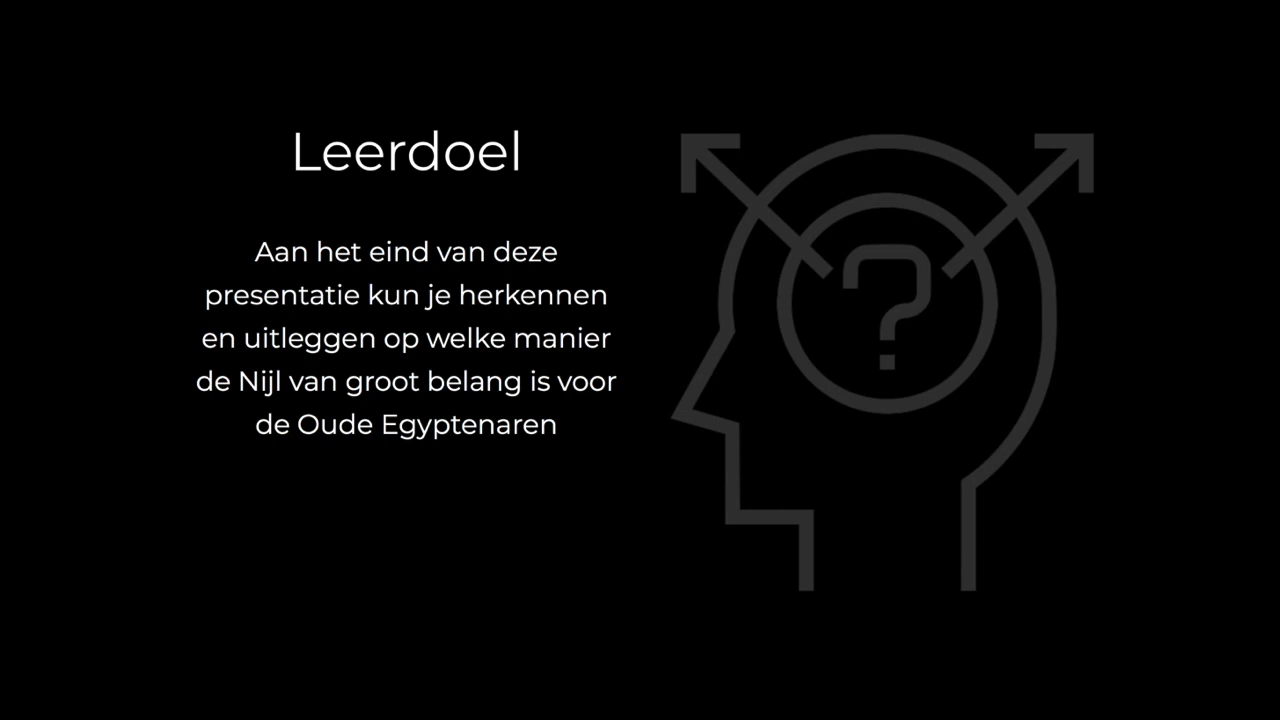 Leerdoel
Aan het eind van deze
presentatie kun je herkennen
en uitleggen op welke manier
de Nijl van groot belang is voor
de Oude Egyptenaren
?